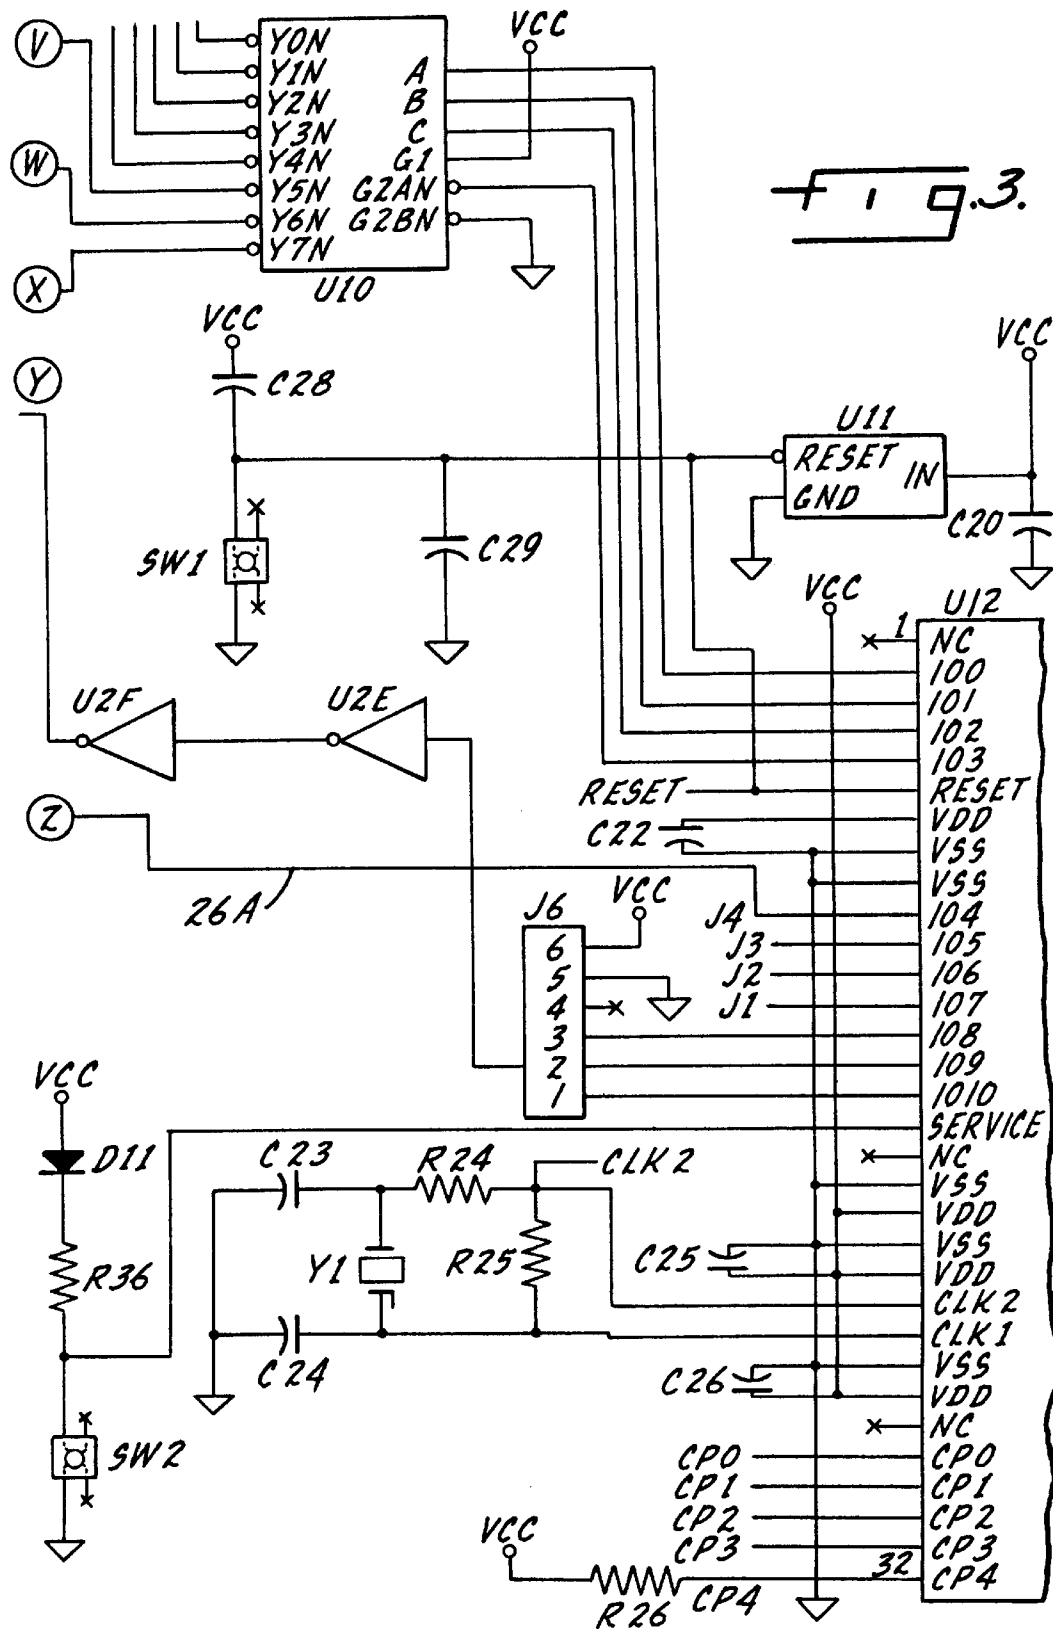 V
VCC
Y0N
Y1N
A
Y2N
B
Y3N
C
W
Y4N
G1
Y5N
G2AN
Y6N
G2BN
Y7N
fig.3.
X
U10
VCC
VCC
Y
C28
U11
RESET
IN
GND
C20
SW1
C29
VCC
U12
1
NC
IO0
U2F
U2E
IO1
IO2
IO3
RESET
RESET
Z
VDD
C22
VSS
VSS
26A
J6
VCC
J4
IO4
6
J3
IO5
5
J2
IO6
4
J1
IO7
3
IO8
2
IO9
1
IO10
VCC
SERVICE
D11
C23
R24
CLK2
NC
VSS
VDD
R36
Y1
R25
C25
VSS
VDD
CLK2
CLK1
C24
C26
VSS
VDD
NC
SW2
CP0
CP0
CP1
CP1
CP2
CP2
VCC
CP3
CP3
32
CP4
R26
CP4